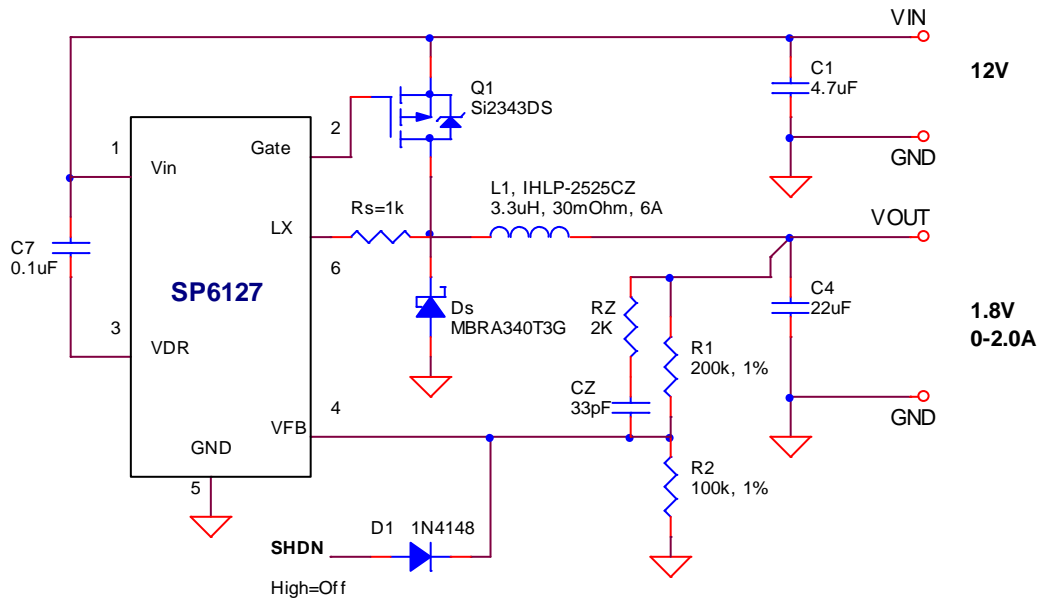 VIN
12V
C1
4.7uF
GND
Q1
Si2343DS
1
Vin
2
Gate
L1, IHLP-2525CZ
3.3uH, 30mOhm, 6A
VOUT
Rs=1k
LX
6
C7
0.1uF
SP6127
Ds
MBRA340T3G
RZ
2K
C4
22uF
1.8V
0-2.0A
3
VDR
R1
200k, 1%
CZ
33pF
GND
4
VFB
GND
5
R2
100k, 1%
D1 1N4148
SHDN
High=Off